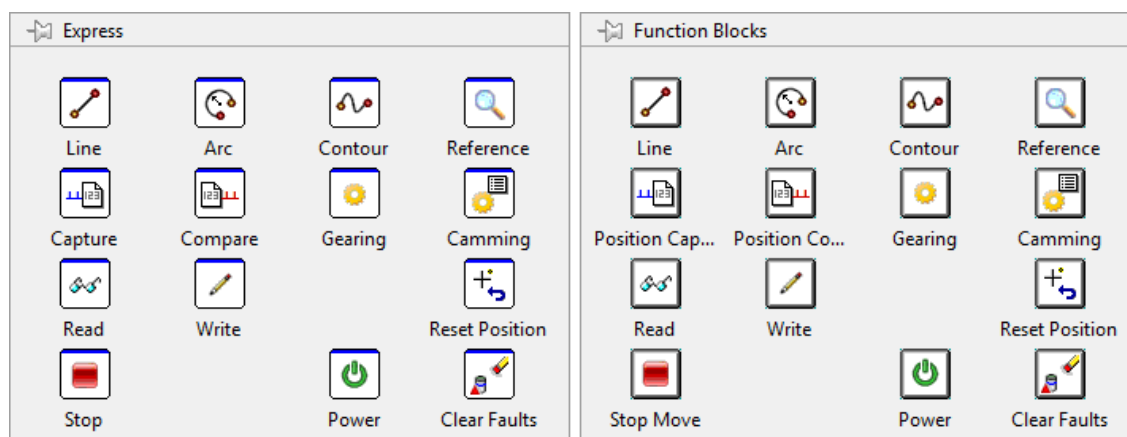 Express
Line Arc Contour Reference
Capture Compare Gearing Camming
Read Write Reset Position
Stop Power Clear Faults
Function Blocks
Line Arc Contour Reference
Position Cap... Position Co... Gearing Camming
Read Write Reset Position
Stop Move Power Clear Faults